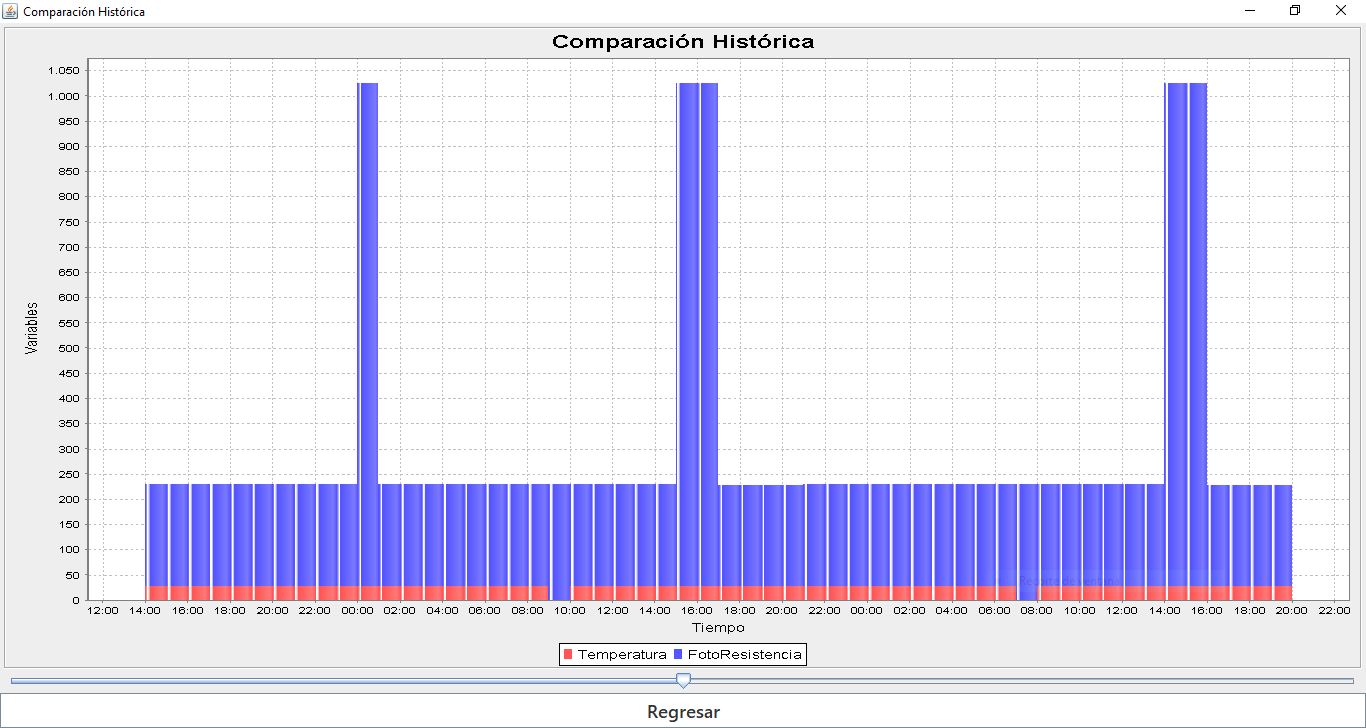 Comparación Histórica
Comparación Histórica
1.050
1.000
950
900
850
800
750
700
650
600
550
500
450
400
350
300
250
200
150
100
50
0
Variables
Recorte de ventana
12:00 14:00 16:00 18:00 20:00 22:00 00:00 02:00 04:00 06:00 08:00 10:00 12:00 14:00 16:00 18:00 20:00 22:00 00:00 02:00 04:00 06:00 08:00 10:00 12:00 14:00 16:00 18:00 20:00 22:00
Tiempo
Temperatura FotoResistencia
Regresar